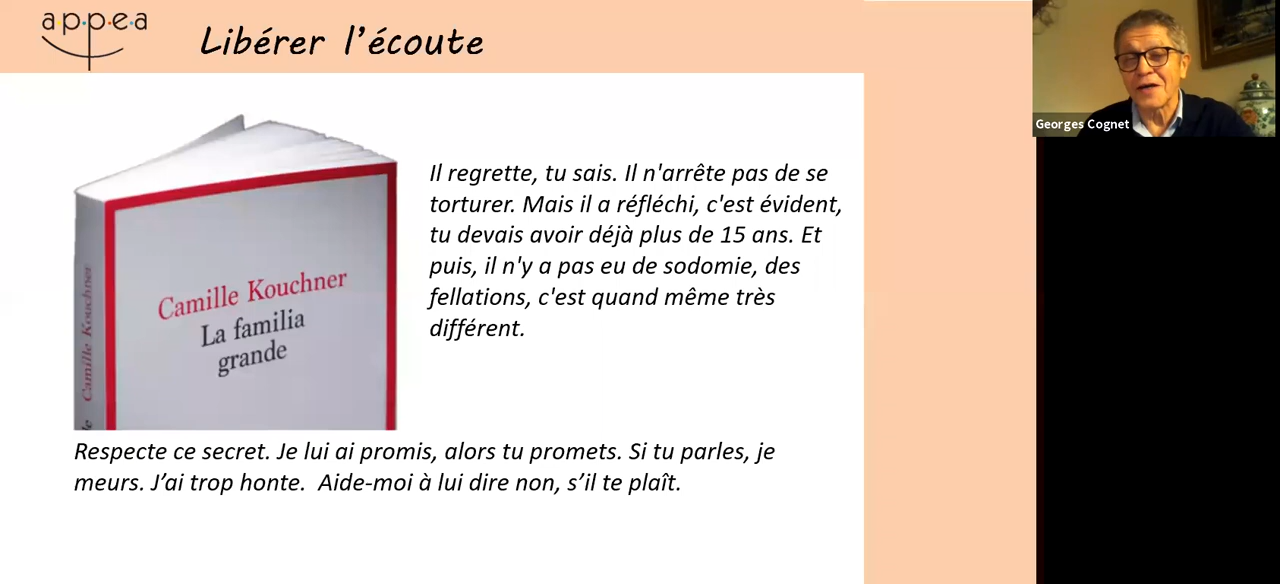 a.p.p.e.a
Libérer l'écoute
Georges Cognet
Il regrette, tu sais. Il n'arrête pas de se
torturer. Mais il a réfléchi, c'est évident,
tu devais avoir déjà plus de 15 ans. Et
puis, il n'y a pas eu de sodomie, des
fellations, c'est quand même très
différent.
Camille Kouchner
La familia
grande
Camille Kouchner
Respecte ce secret. Je lui ai promis, alors tu promets. Si tu parles, je
meurs. J’ai trop honte.  Aide-moi à lui dire non, s’il te plaît.